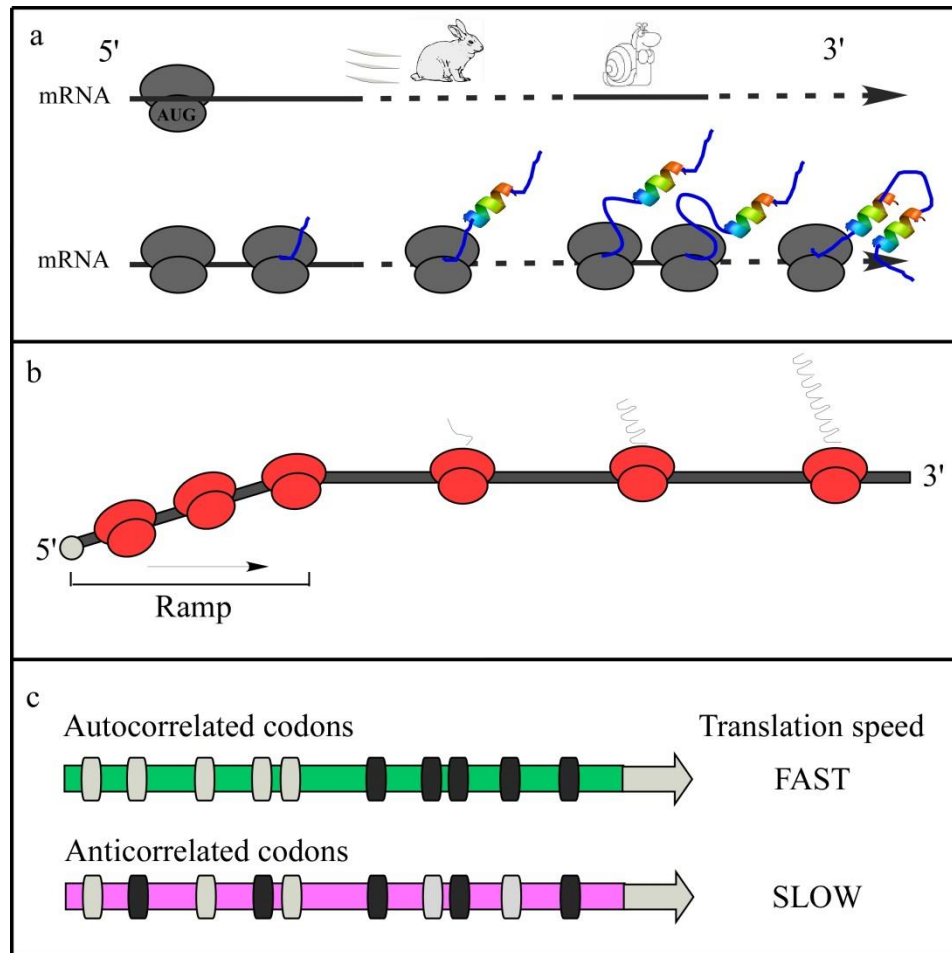 a
5' 3'
mRNA
AUG
mRNA
b
5' 3'
Ramp
c
Autocorrelated codons Translation speed
FAST
Anticorrelated codons
SLOW